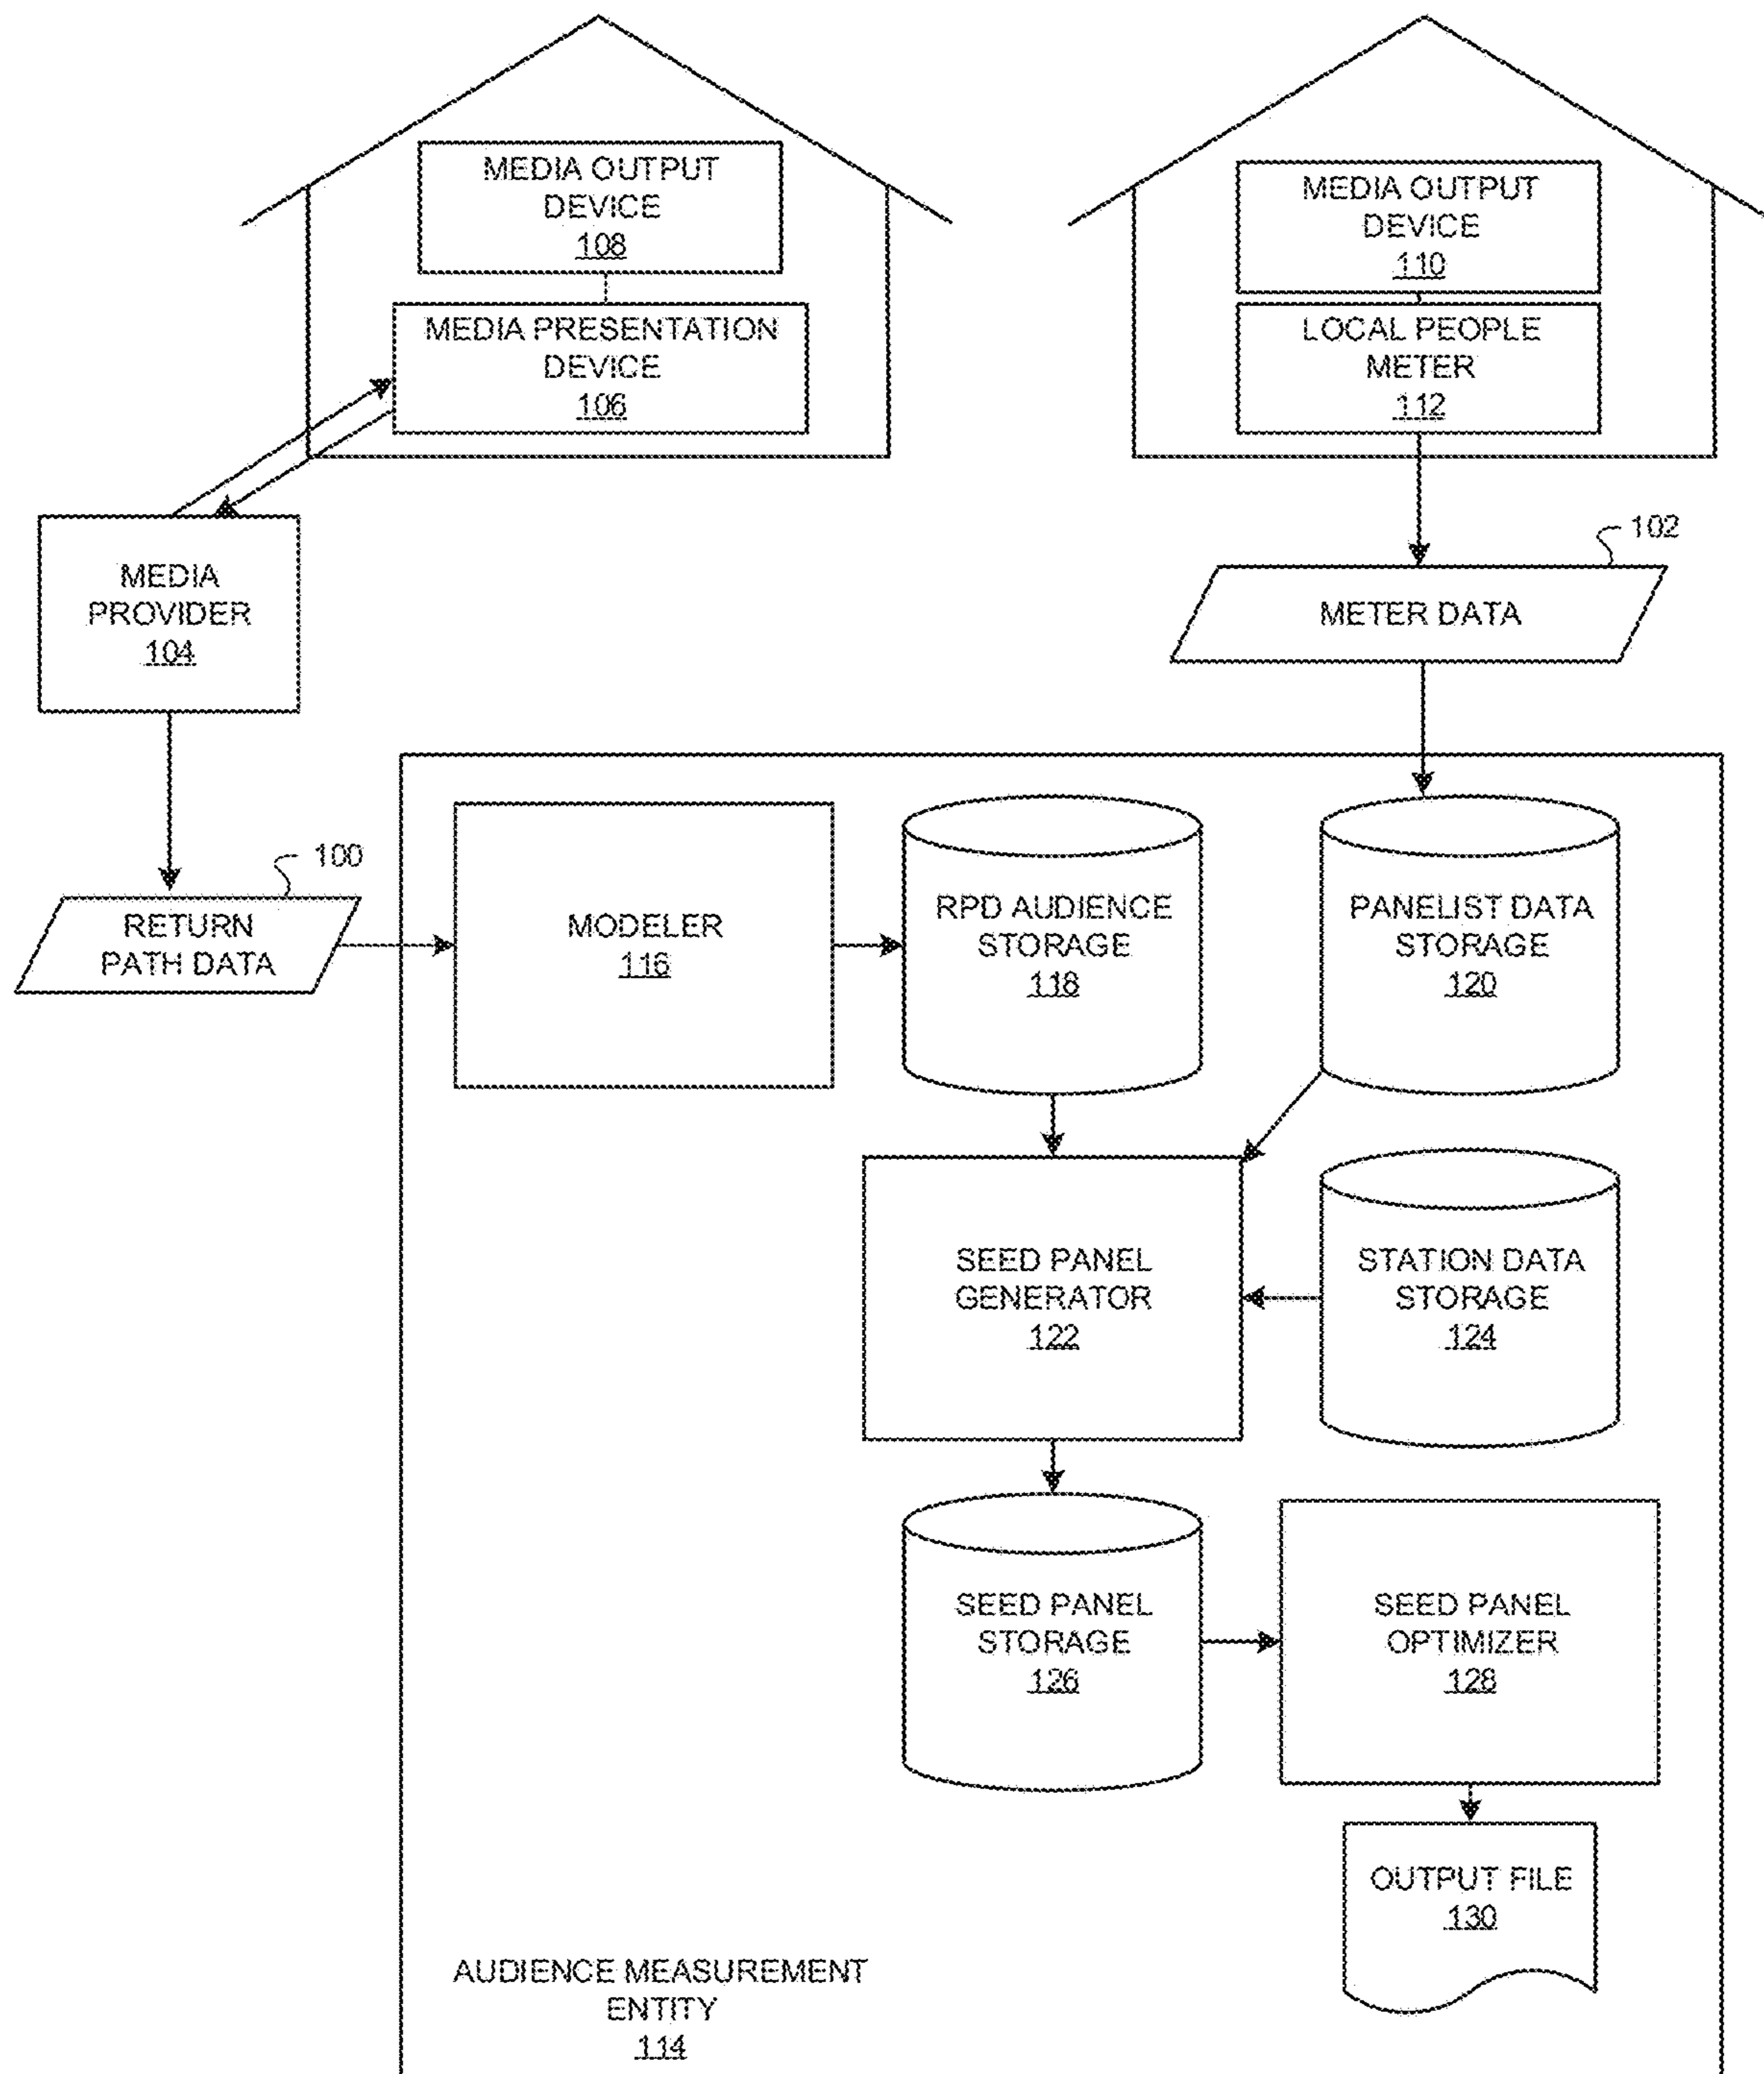 MEDIA OUTPUT
DEVICE
108
MEDIA PRESENTATION
DEVICE
106
MEDIA OUTPUT
DEVICE
110
LOCAL PEOPLE
METER
112
MEDIA
PROVIDER
104
102
METER DATA
100
RETURN
PATH DATA
MODELER
116
RPD AUDIENCE
STORAGE
118
PANELIST DATA
STORAGE
120
SEED PANEL
GENERATOR
122
STATION DATA
STORAGE
124
SEED PANEL
STORAGE
126
SEED PANEL
OPTIMIZER
128
OUTPUT FILE
130
AUDIENCE MEASUREMENT
ENTITY
114